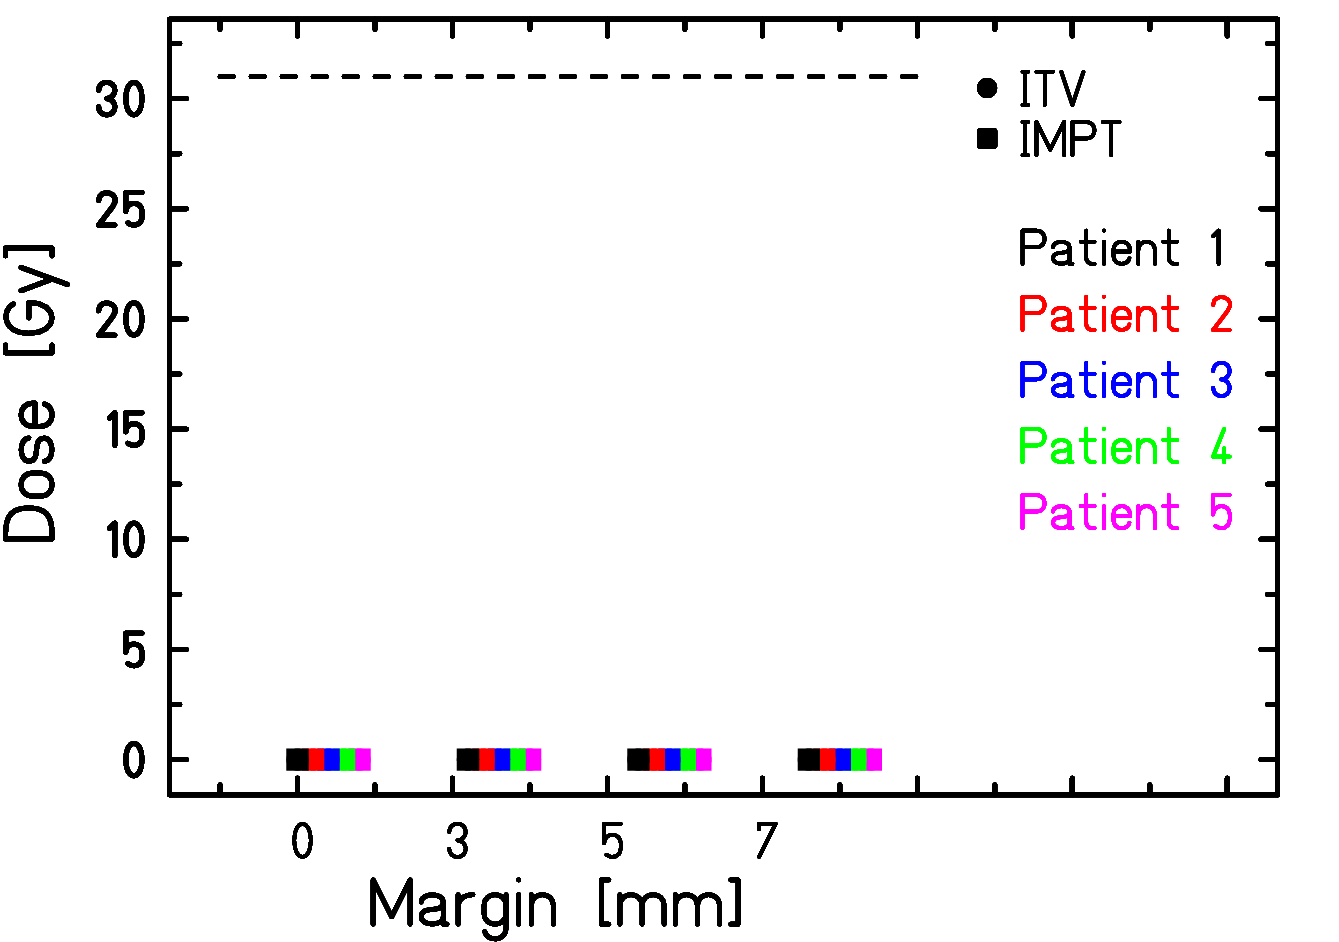 30
25
20
15
10
5
0
Dose [Gy]
0 3 5 7
Margin [mm]
ITV
IMPT
Patient 1
Patient 2
Patient 3
Patient 4
Patient 5